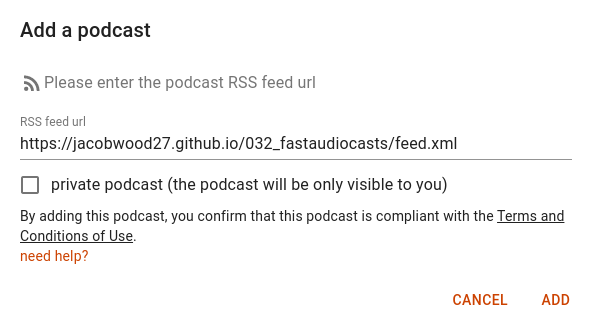 Add a podcast
Please enter the podcast RSS feed url
RSS feed url
https://jacobwood27.github.io/032_fastaudiocasts/feed.xml
private podcast (the podcast will be only visible to you)
By adding this podcast, you confirm that this podcast is compliant with the Terms and
Conditions of Use.
need help?
CANCEL ADD